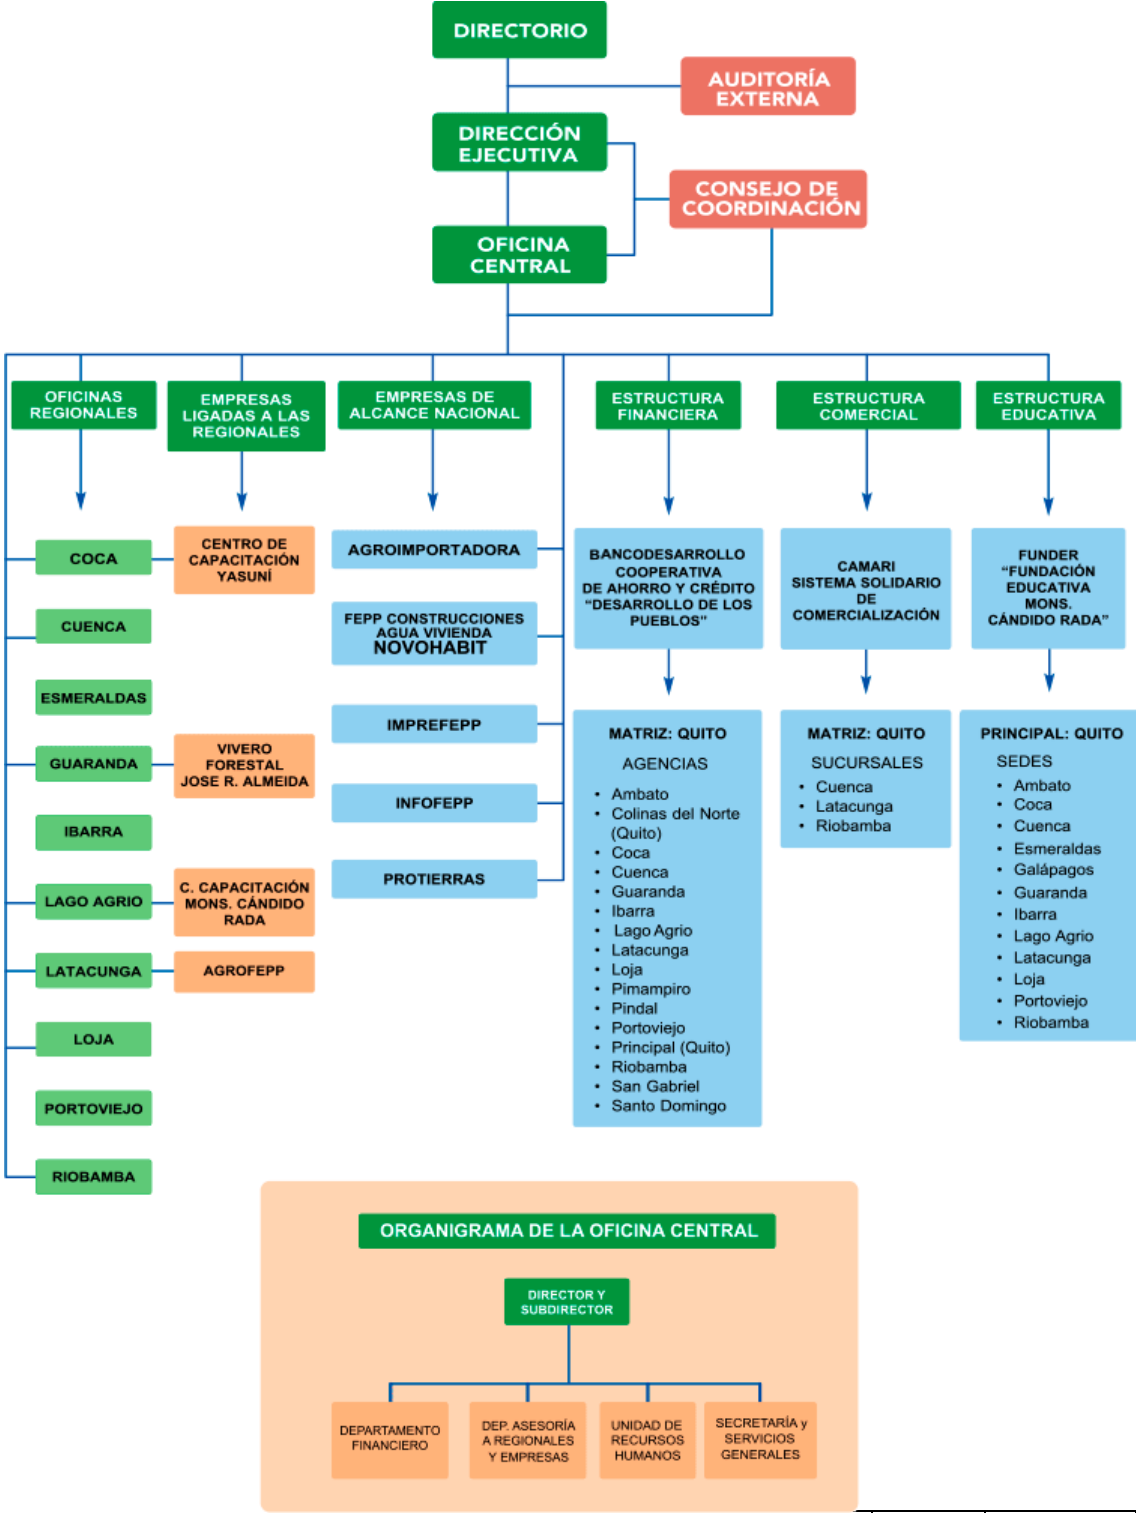 DIRECTORIO
AUDITORÍA
EXTERNA
DIRECCIÓN
EJECUTIVA
CONSEJO DE
COORDINACIÓN
OFICINA
CENTRAL
OFICINAS
REGIONALES
EMPRESAS
LIGADAS A LAS
REGIONALES
EMPRESAS DE
ALCANCE NACIONAL
ESTRUCTURA
FINANCIERA
ESTRUCTURA
COMERCIAL
ESTRUCTURA
EDUCATIVA
COCA
CUENCA
ESMERALDAS
GUARANDA
IBARRA
LAGO AGRIO
LATACUNGA
LOJA
PORTOVIEJO
RIOBAMBA
CENTRO DE
CAPACITACIÓN
YASUNÍ
VIVERO
FORESTAL
JOSE R. ALMEIDA
C. CAPACITACIÓN
MONS. CÁNDIDO
RADA
AGROFEPP
AGROIMPORTADORA
FEPP CONSTRUCCIONES
AGUA VIVIENDA
NOVOHABIT
IMPREFEPP
INFOFEPP
PROTIERRAS
BANCODESARROLLO
COOPERATIVA
DE AHORRO Y CRÉDITO
"DESARROLLO DE LOS
PUEBLOS"
MATRIZ: QUITO
AGENCIAS
• Ambato
• Colinas del Norte
(Quito)
• Coca
• Cuenca
• Guaranda
• Ibarra
• Lago Agrio
• Latacunga
• Loja
• Pimampiro
• Pindal
• Portoviejo
• Principal (Quito)
• Riobamba
• San Gabriel
• Santo Domingo
CAMARI
SISTEMA SOLIDARIO
DE
COMERCIALIZACIÓN
MATRIZ: QUITO
SUCURSALES
• Cuenca
• Latacunga
• Riobamba
FUNDER
"FUNDACIÓN
EDUCATIVA
MONS.
CÁNDIDO RADA"
PRINCIPAL: QUITO
SEDES
• Ambato
• Coca
• Cuenca
• Esmeraldas
• Galápagos
• Guaranda
• Ibarra
• Lago Agrio
• Latacunga
• Loja
• Portoviejo
• Riobamba
ORGANIGRAMA DE LA OFICINA CENTRAL
DIRECTOR Y
SUBDIRECTOR
DEPARTAMENTO
FINANCIERO
DEP. ASESORÍA
A REGIONALES
Y EMPRESAS
UNIDAD DE
RECURSOS
HUMANOS
SECRETARÍA y
SERVICIOS
GENERALES